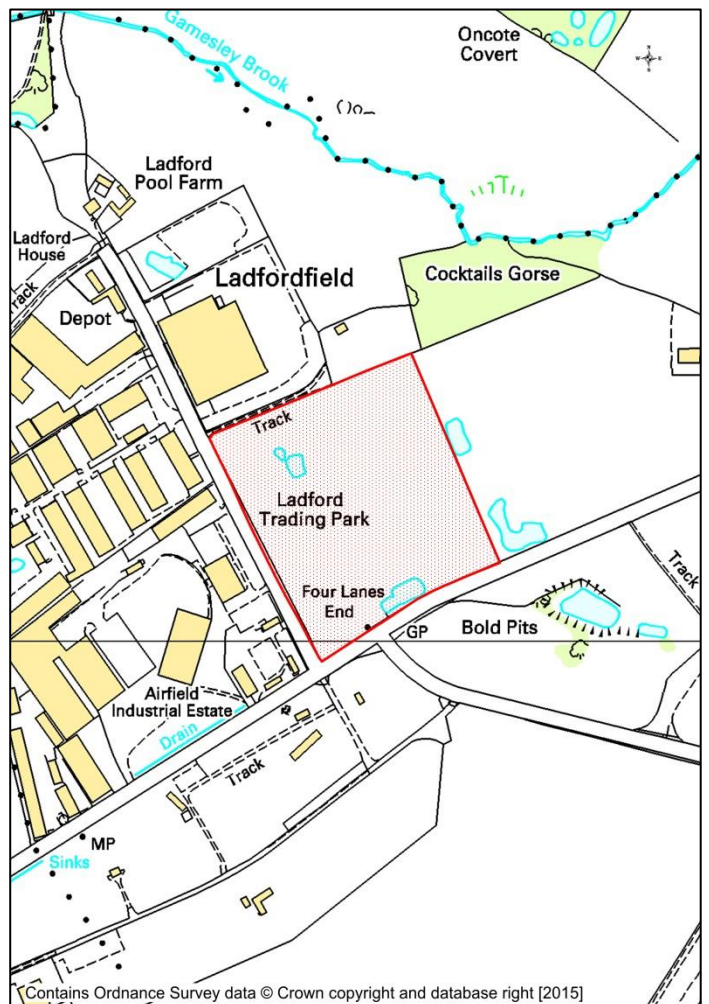 Gamesley Brook
Oncote
Covert
N
W E
S
Ladford
Pool Farm
Ladford
House
Track
Depot
Ladfordfield
Cocktails Gorse
Track
Ladford
Trading Park
Four Lanes
End
GP
Bold Pits
Track
Airfield
Industrial Estate
Drain
Track
MP
Sinks
Contains Ordnance Survey data © Crown copyright and database right [2015]